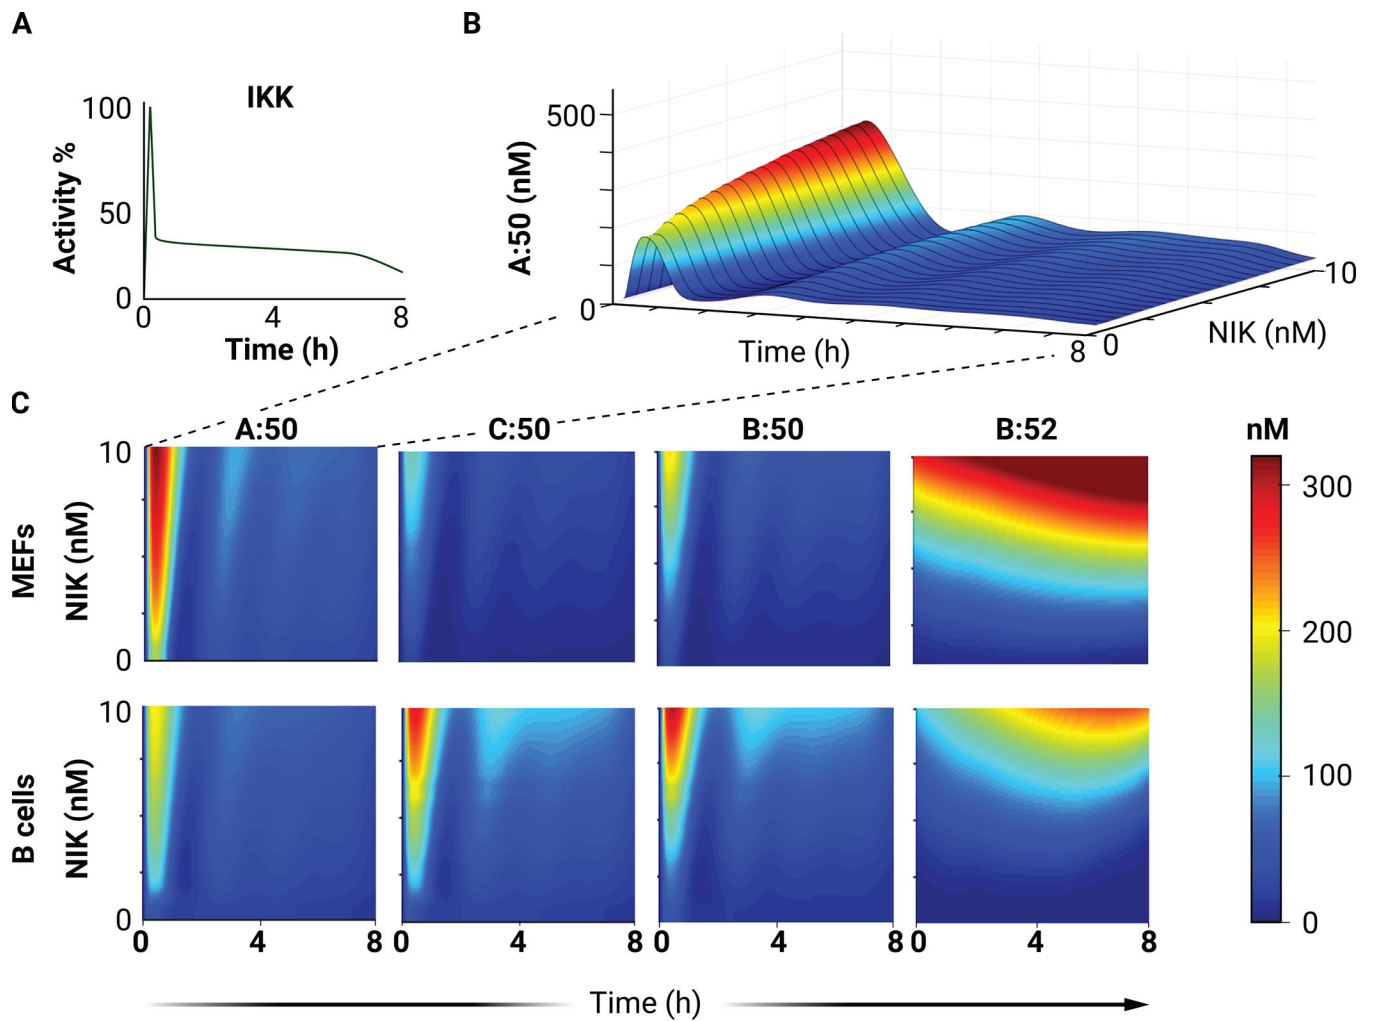 A
B
IKK
100
50
0
Activity %
0 4 8
Time (h)
500
0
A:50 (nM)
Time (h)
8
0
10
NIK (nM)
C
A:50 C:50 B:50 B:52 nM
MEFs
NIK (nM)
10
0
B cells
NIK (nM)
10
0
0 4 8 0 4 8 0 4 8 0 4 8
300
200
100
0
Time (h)